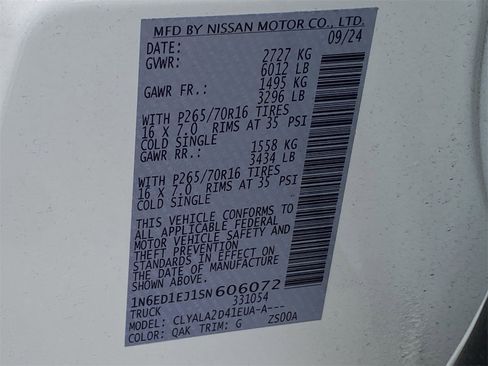 MFD BY NISSAN MOTOR CO., LTD.
DATE: 09/24
GVWR: 2727 KG
6012 LB
GAWR FR.: 1495 KG
3296 LB
WITH P265/70R16 TIRES
16 X 7.0 RIMS AT 35 PSI
COLD SINGLE
GAWR RR.: 1558 KG
3434 LB
WITH P265/70R16 TIRES
16 X 7.0 RIMS AT 35 PSI
COLD SINGLE
THIS VEHICLE CONFORMS TO
ALL APPLICABLE FEDERAL
MOTOR VEHICLE SAFETY AND
THEFT PREVENTION
STANDARDS IN EFFECT ON
THE DATE OF MANUFACTURE
SHOWN ABOVE.
1N6ED1EJ1SN606072
TRUCK 331054
MODEL: CLYALA2D41EUA-A---
COLOR: QAK TRIM: G ZS00A